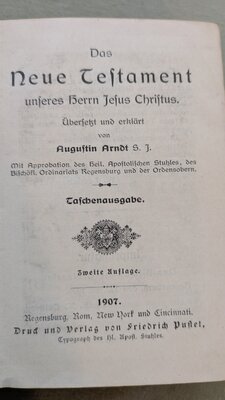 Das
Neue Testament
unseres Herrn Jesus Christus.
Übersetzt und erklärt
von
Augustin Arndt S. J.
Mit Approbation des Heil. Apostolischen Stuhles, des
Bischöfl. Ordinariats Regensburg und der Ordensobern.
Taschenausgabe.
Zweite Auflage.
1907.
Regensburg, Rom, New York und Cincinnati.
Druck und Verlag von Friedrich Pustet,
Typograph des Hl. Apost. Stuhles.